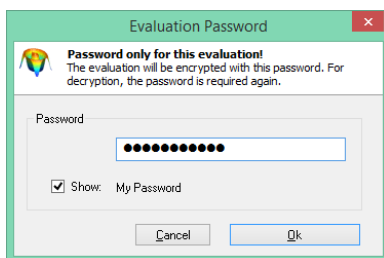 Evaluation Password
Password only for this evaluation!
The evaluation will be encrypted with this password. For
decryption, the password is required again.
Password
●●●●●●●●●●●
Show: My Password
Cancel Ok